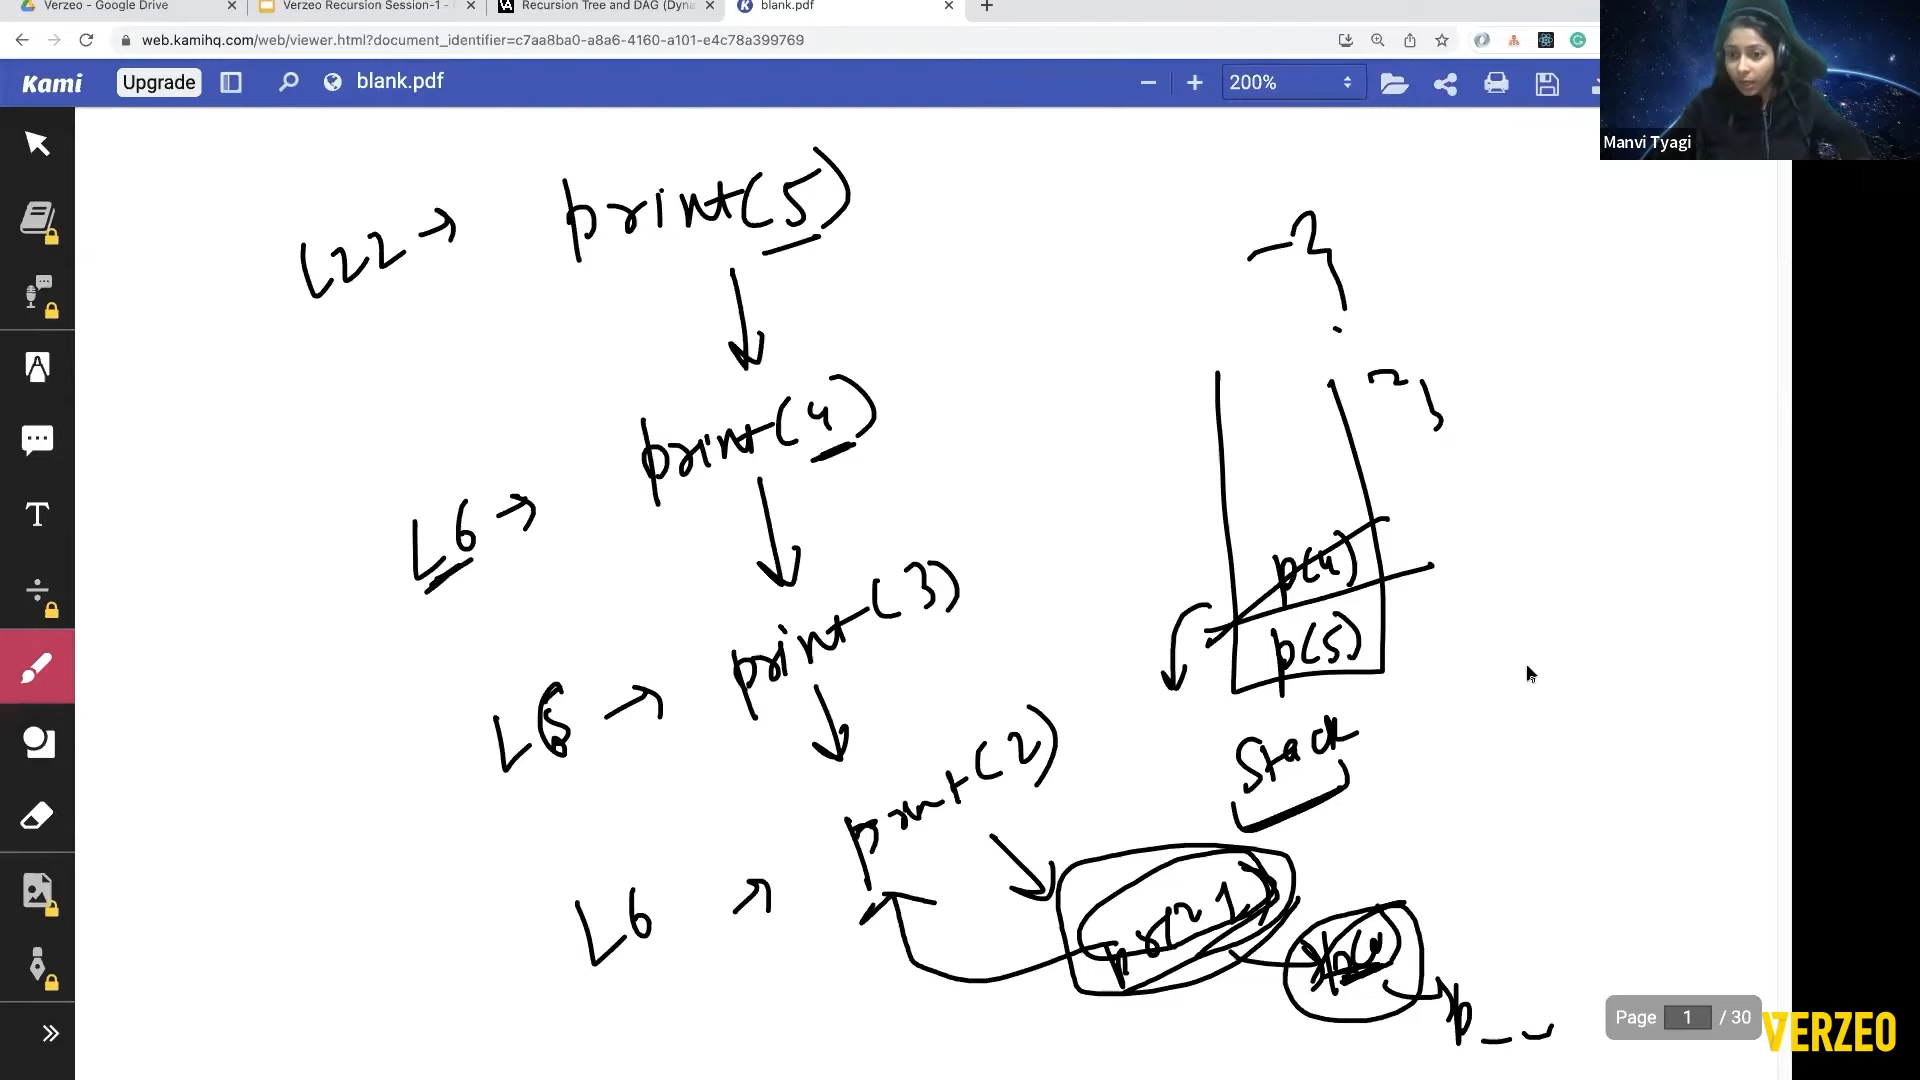 Verzeo - Google Drive
Verzeo Recursion Session-1 -
Recursion Tree and DAG (Dyna
blank.pdf
web.kamihq.com/web/viewer.html?document_identifier=c7aa8ba0-a8a6-4160-a101-e4c78a399769
Kami
Upgrade
blank.pdf
200%
Manvi Tyagi
L22 → print(5)
print(4)
L6 →
print(3)
L6 →
print(2)
L6
p(4)
p(5)
Stack
Page 1 / 30
VERZEO